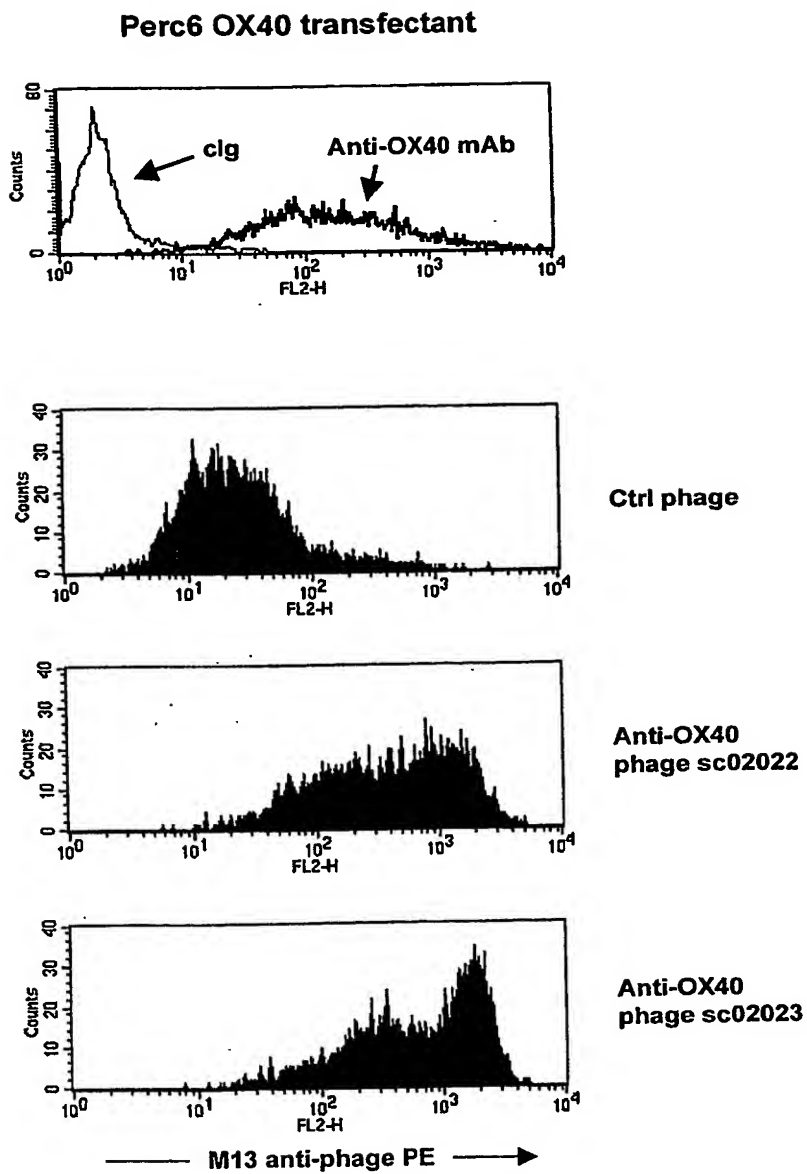 Perc6 OX40 transfectant
80
Counts
0
cIg
Anti-OX40 mAb
10^0 10^1 10^2 10^3 10^4
FL2-H
40
30
20
10
0
Counts
10^0 10^1 10^2 10^3 10^4
FL2-H
Ctrl phage
40
30
20
10
0
Counts
10^0 10^1 10^2 10^3 10^4
FL2-H
Anti-OX40
phage sc02022
40
30
20
10
0
Counts
10^0 10^1 10^2 10^3 10^4
FL2-H
Anti-OX40
phage sc02023
M13 anti-phage PE